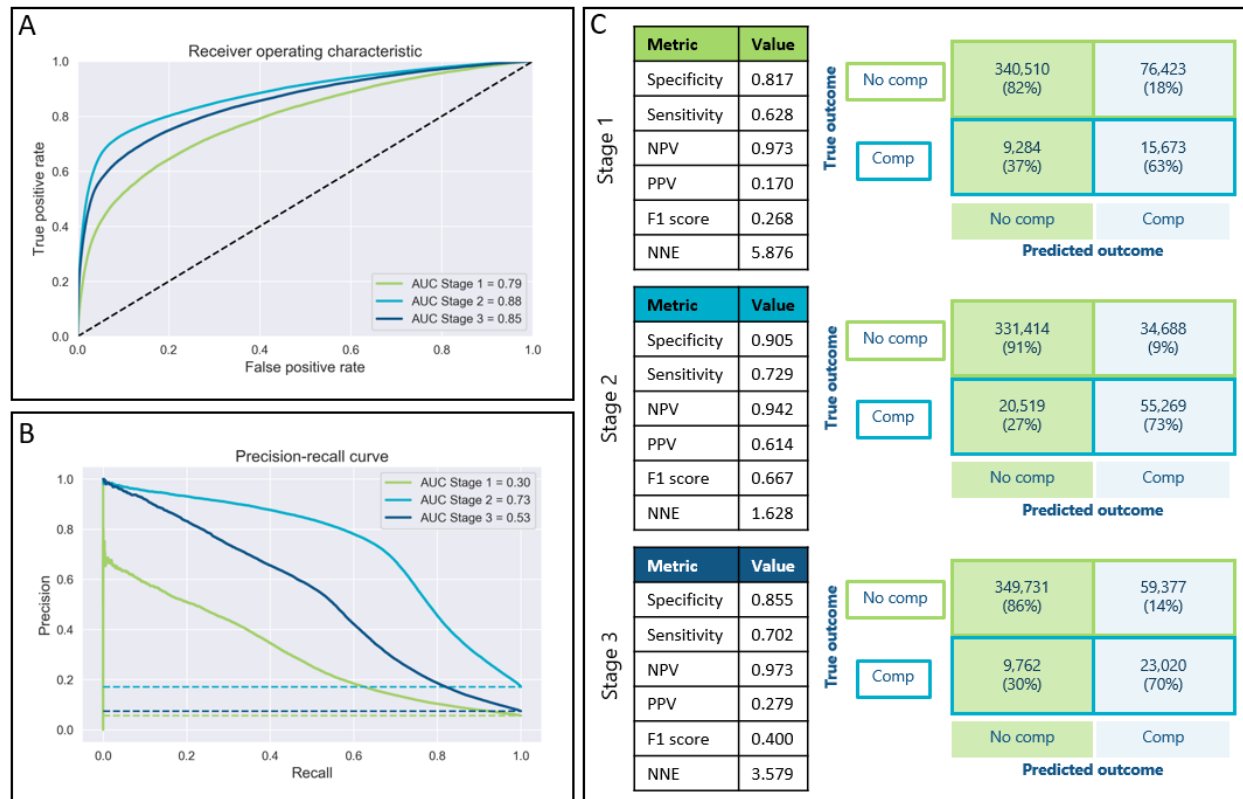 A
Receiver operating characteristic
1.0
0.8
0.6
0.4
0.2
0.0
True positive rate
0.0 0.2 0.4 0.6 0.8 1.0
False positive rate
AUC Stage 1 = 0.79
AUC Stage 2 = 0.88
AUC Stage 3 = 0.85
B
Precision-recall curve
1.0
0.8
0.6
0.4
0.2
0.0
Precision
0.0 0.2 0.4 0.6 0.8 1.0
Recall
AUC Stage 1 = 0.30
AUC Stage 2 = 0.73
AUC Stage 3 = 0.53
C
Stage 1
Metric Value
Specificity 0.817
Sensitivity 0.628
NPV 0.973
PPV 0.170
F1 score 0.268
NNE 5.876
True outcome
No comp
340,510 76,423
(82%) (18%)
Comp
9,284 15,673
(37%) (63%)
No comp Comp
Predicted outcome
Stage 2
Metric Value
Specificity 0.905
Sensitivity 0.729
NPV 0.942
PPV 0.614
F1 score 0.667
NNE 1.628
True outcome
No comp
331,414 34,688
(91%) (9%)
Comp
20,519 55,269
(27%) (73%)
No comp Comp
Predicted outcome
Stage 3
Metric Value
Specificity 0.855
Sensitivity 0.702
NPV 0.973
PPV 0.279
F1 score 0.400
NNE 3.579
True outcome
No comp
349,731 59,377
(86%) (14%)
Comp
9,762 23,020
(30%) (70%)
No comp Comp
Predicted outcome